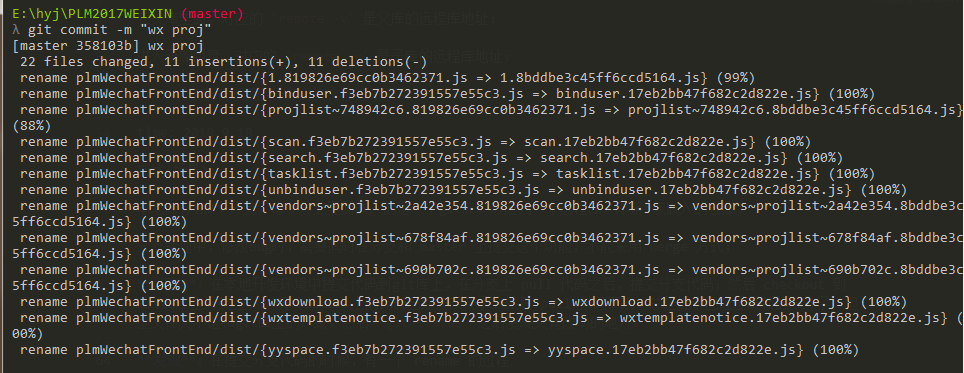 E:\hyj\PLM2017WEIXIN (master)
λ git commit -m "wx proj"
[master 358103b] wx proj
 22 files changed, 11 insertions(+), 11 deletions(-)
 rename plmWechatFrontEnd/dist/{1.819826e69cc0b3462371.js => 1.8bddbe3c45ff6ccd5164.js} (99%)
 rename plmWechatFrontEnd/dist/{binduser.f3eb7b272391557e55c3.js => binduser.17eb2bb47f682c2d822e.js} (100%)
 rename plmWechatFrontEnd/dist/{projlist~748942c6.819826e69cc0b3462371.js => projlist~748942c6.8bddbe3c45ff6ccd5164.js}
(88%)
 rename plmWechatFrontEnd/dist/{scan.f3eb7b272391557e55c3.js => scan.17eb2bb47f682c2d822e.js} (100%)
 rename plmWechatFrontEnd/dist/{search.f3eb7b272391557e55c3.js => search.17eb2bb47f682c2d822e.js} (100%)
 rename plmWechatFrontEnd/dist/{tasklist.f3eb7b272391557e55c3.js => tasklist.17eb2bb47f682c2d822e.js} (100%)
 rename plmWechatFrontEnd/dist/{unbinduser.f3eb7b272391557e55c3.js => unbinduser.17eb2bb47f682c2d822e.js} (100%)
 rename plmWechatFrontEnd/dist/{vendors~projlist~2a42e354.819826e69cc0b3462371.js => vendors~projlist~2a42e354.8bddbe3c4
5ff6ccd5164.js} (100%)
 rename plmWechatFrontEnd/dist/{vendors~projlist~678f84af.819826e69cc0b3462371.js => vendors~projlist~678f84af.8bddbe3c4
5ff6ccd5164.js} (100%)
 rename plmWechatFrontEnd/dist/{vendors~projlist~690b702c.819826e69cc0b3462371.js => vendors~projlist~690b702c.8bddbe3c4
5ff6ccd5164.js} (100%)
 rename plmWechatFrontEnd/dist/{wxdownload.f3eb7b272391557e55c3.js => wxdownload.17eb2bb47f682c2d822e.js} (100%)
 rename plmWechatFrontEnd/dist/{wxtemplatenotice.f3eb7b272391557e55c3.js => wxtemplatenotice.17eb2bb47f682c2d822e.js} (1
00%)
 rename plmWechatFrontEnd/dist/{yyspace.f3eb7b272391557e55c3.js => yyspace.17eb2bb47f682c2d822e.js} (100%)